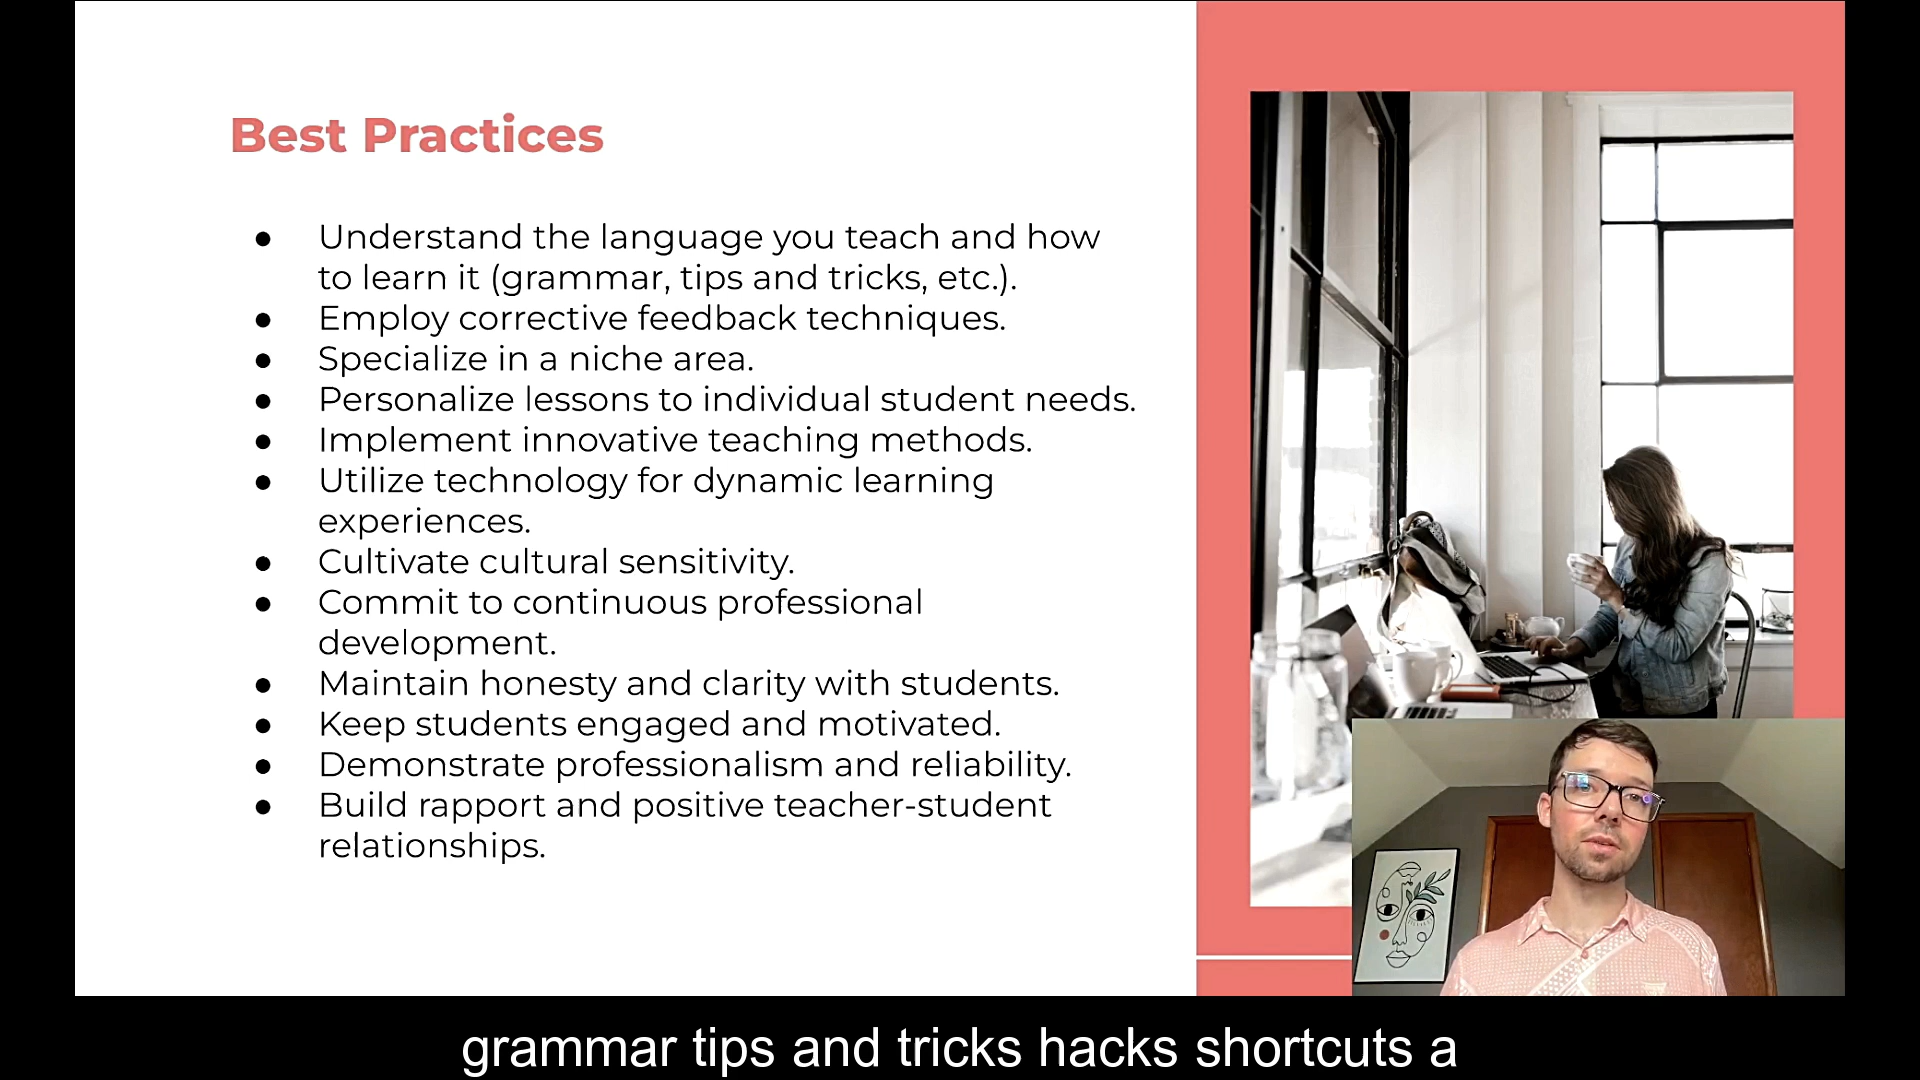 Best Practices
● Understand the language you teach and how
to learn it (grammar, tips and tricks, etc.).
● Employ corrective feedback techniques.
● Specialize in a niche area.
● Personalize lessons to individual student needs.
● Implement innovative teaching methods.
● Utilize technology for dynamic learning
experiences.
● Cultivate cultural sensitivity.
● Commit to continuous professional
development.
● Maintain honesty and clarity with students.
● Keep students engaged and motivated.
● Demonstrate professionalism and reliability.
● Build rapport and positive teacher-student
relationships.
grammar tips and tricks hacks shortcuts a